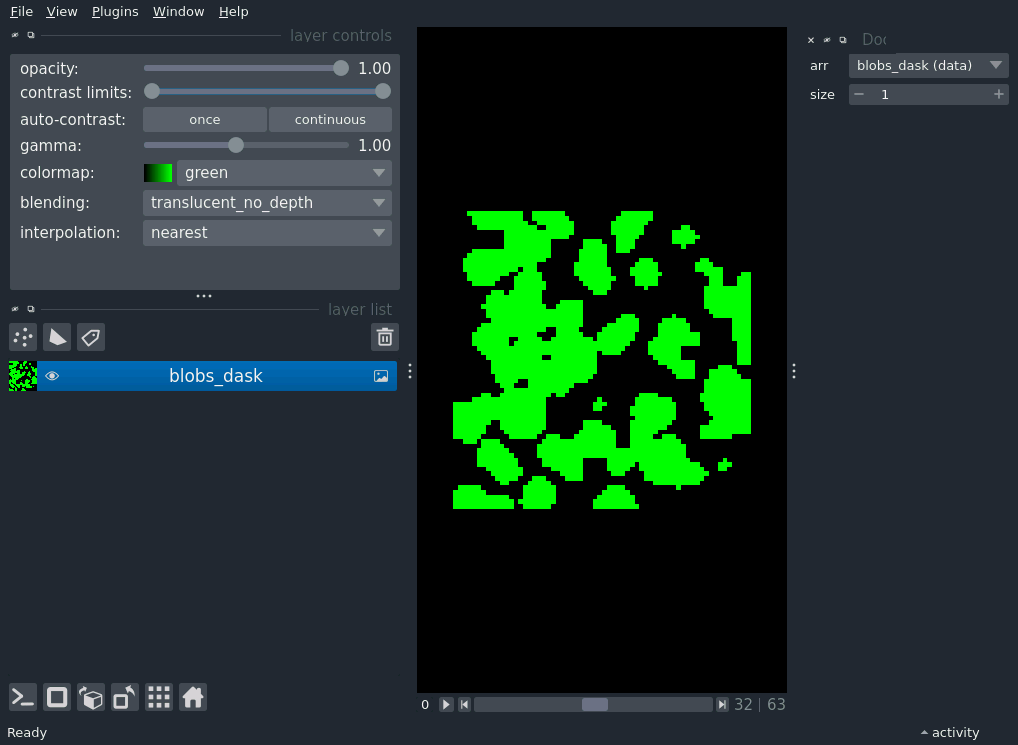 File View Plugins Window Help
layer controls
opacity: 1.00
contrast limits:
auto-contrast: once continuous
gamma: 1.00
colormap: green
blending: translucent_no_depth
interpolation: nearest
layer list
blobs_dask
0 32 | 63
Doc
arr blobs_dask (data)
size 1
Ready
activity